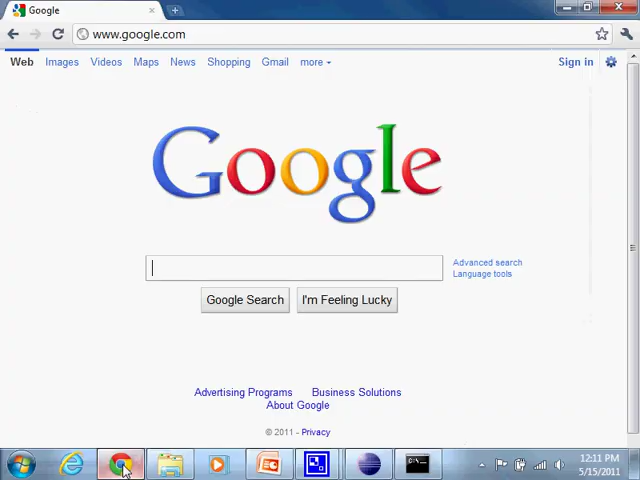 Google
www.google.com
Web Images Videos Maps News Shopping Gmail more Sign in
Google
Advanced search
Language tools
Google Search I'm Feeling Lucky
Advertising Programs Business Solutions
About Google
© 2011 - Privacy
12:11 PM
5/15/2011